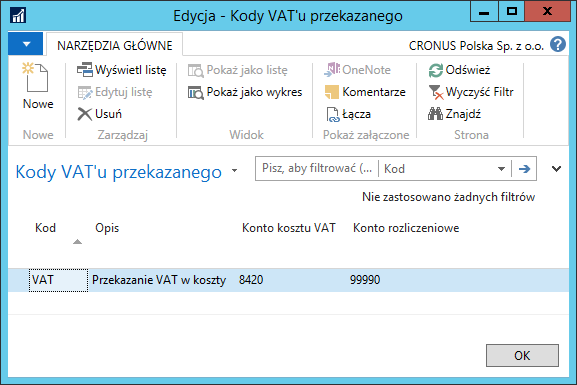 Edycja - Kody VAT'u przekazanego
NARZĘDZIA GŁÓWNE
CRONUS Polska Sp. z o.o.
Nowe
Wyświetl listę
Edytuj listę
Usuń
Pokaż jako listę
Pokaż jako wykres
OneNote
Komentarze
Łącza
Odśwież
Wyczyść Filtr
Znajdź
Nowe
Zarządzaj
Widok
Pokaż załączone
Strona
Kody VAT'u przekazanego
Pisz, aby filtrować (...
Kod
Nie zastosowano żadnych filtrów
Kod Opis Konto kosztu VAT Konto rozliczeniowe
VAT Przekazanie VAT w koszty 8420 99990
OK